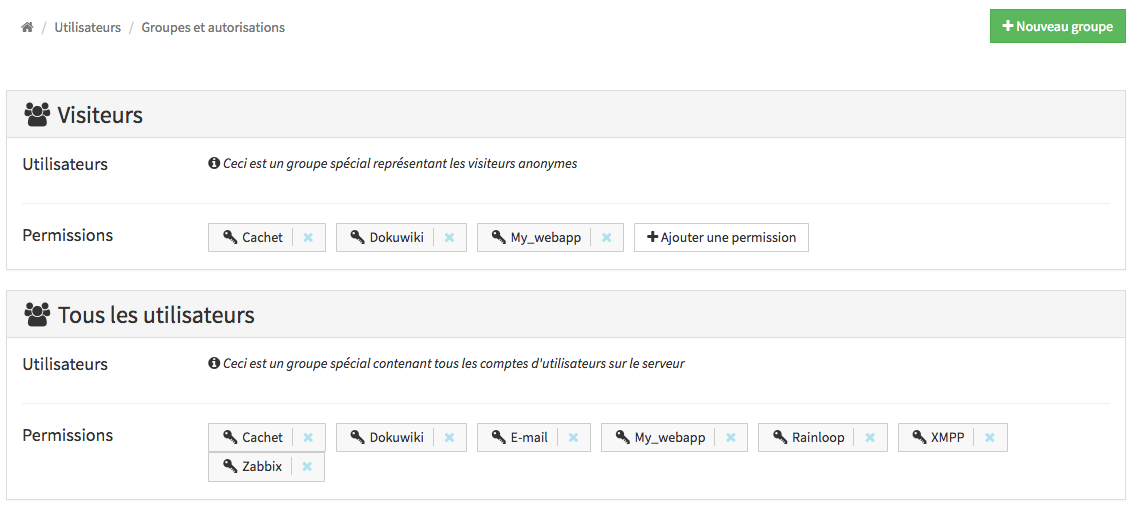 / Utilisateurs / Groupes et autorisations
Nouveau groupe
Visiteurs
Utilisateurs
Ceci est un groupe spécial représentant les visiteurs anonymes
Permissions
Cachet Dokuwiki My_webapp Ajouter une permission
Tous les utilisateurs
Utilisateurs
Ceci est un groupe spécial contenant tous les comptes d'utilisateurs sur le serveur
Permissions
Cachet Dokuwiki E-mail My_webapp Rainloop XMPP
Zabbix